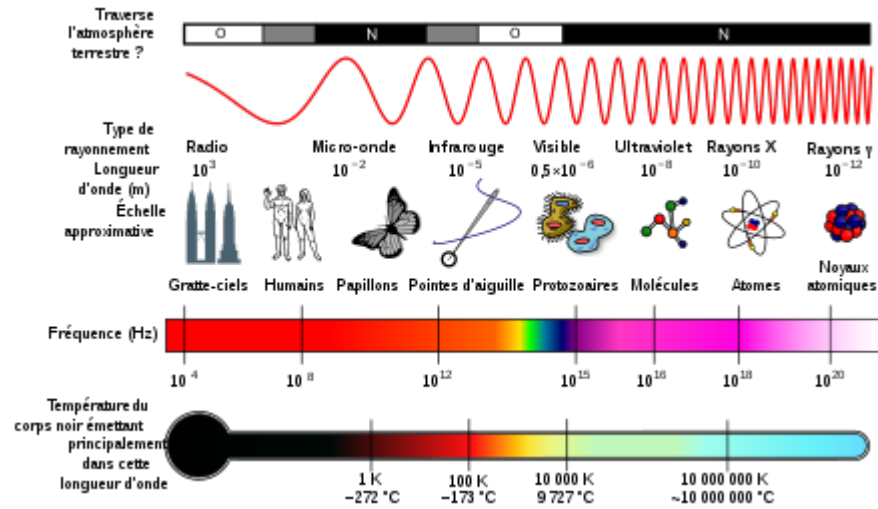 Traverse
l'atmosphère
terrestre ?
O N O N
Type de
rayonnement
Radio Micro-onde Infrarouge Visible Ultraviolet Rayons X Rayons γ
Longueur
d'onde (m)
10³ 10⁻² 10⁻⁵ 0,5×10⁻⁶ 10⁻⁸ 10⁻¹⁰ 10⁻¹²
Échelle
approximative
Gratte-ciels Humains Papillons Pointes d'aiguille Protozoaires Molécules Atomes Noyaux
atomiques
Fréquence (Hz)
10⁴ 10⁸ 10¹² 10¹⁵ 10¹⁶ 10¹⁸ 10²⁰
Température du
corps noir émettant
principalement
dans cette
longueur d'onde
1 K 100 K 10 000 K 10 000 000 K
−272 °C −173 °C 9 727 °C ~10 000 000 °C